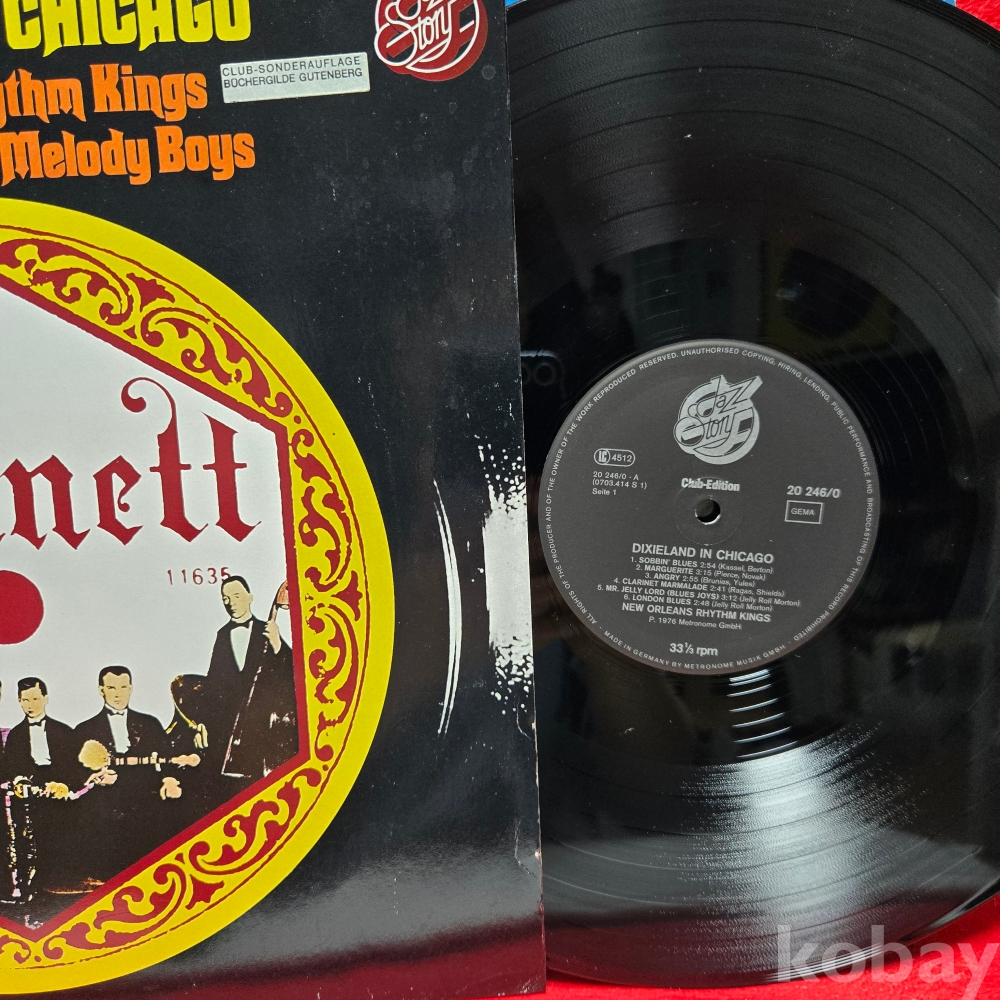 CHICAGO
Jazz
Story
CLUB-SONDERAUFLAGE
BÜCHERGILDE GUTENBERG
ythm Kings
Melody Boys
nett
11635
ALL RIGHTS OF THE PRODUCER AND OF THE OWNER OF THE WORK REPRODUCED RESERVED. UNAUTHORISED COPYING, HIRING, LENDING, PUBLIC PERFORMANCE AND BROADCASTING OF THIS RECORD PROHIBITED
Jazz
Story
LC 4512
20 246/0 - A
(0703.414 S 1)
Seite 1
Club-Edition
20 246/0
GEMA
DIXIELAND IN CHICAGO
1. SOBBIN' BLUES 2:54 (Kassel, Berton)
2. MARGUERITE 3:15 (Pierce, Novak)
3. ANGRY 2:55 (Brunies, Yules)
4. CLARINET MARMALADE 2:41 (Ragas, Shields)
5. MR. JELLY LORD (BLUES JOYS) 3:12 (Jelly Roll Morton)
6. LONDON BLUES 2:48 (Jelly Roll Morton)
NEW ORLEANS RHYTHM KINGS
P. 1976 Metronome GmbH
33⅓ rpm
MADE IN GERMANY BY METRONOME MUSIK GMBH
kobay